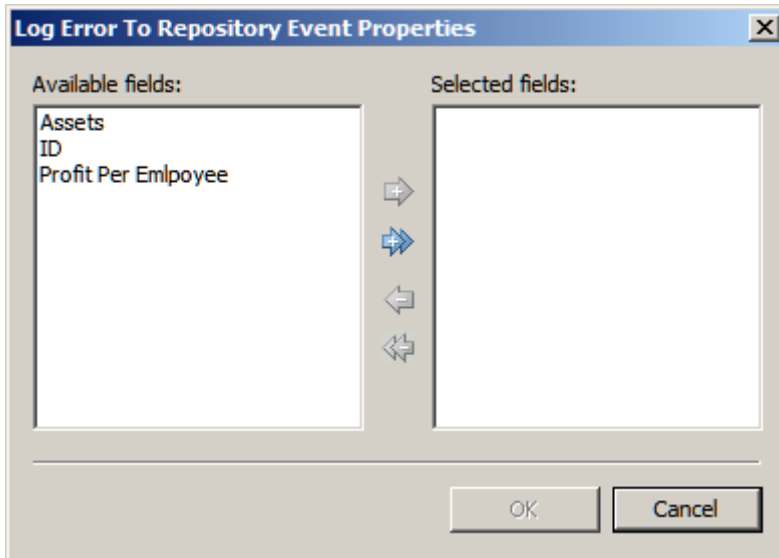 Log Error To Repository Event Properties
Available fields:
Selected fields:
Assets
ID
Profit Per Emlpoyee
OK
Cancel